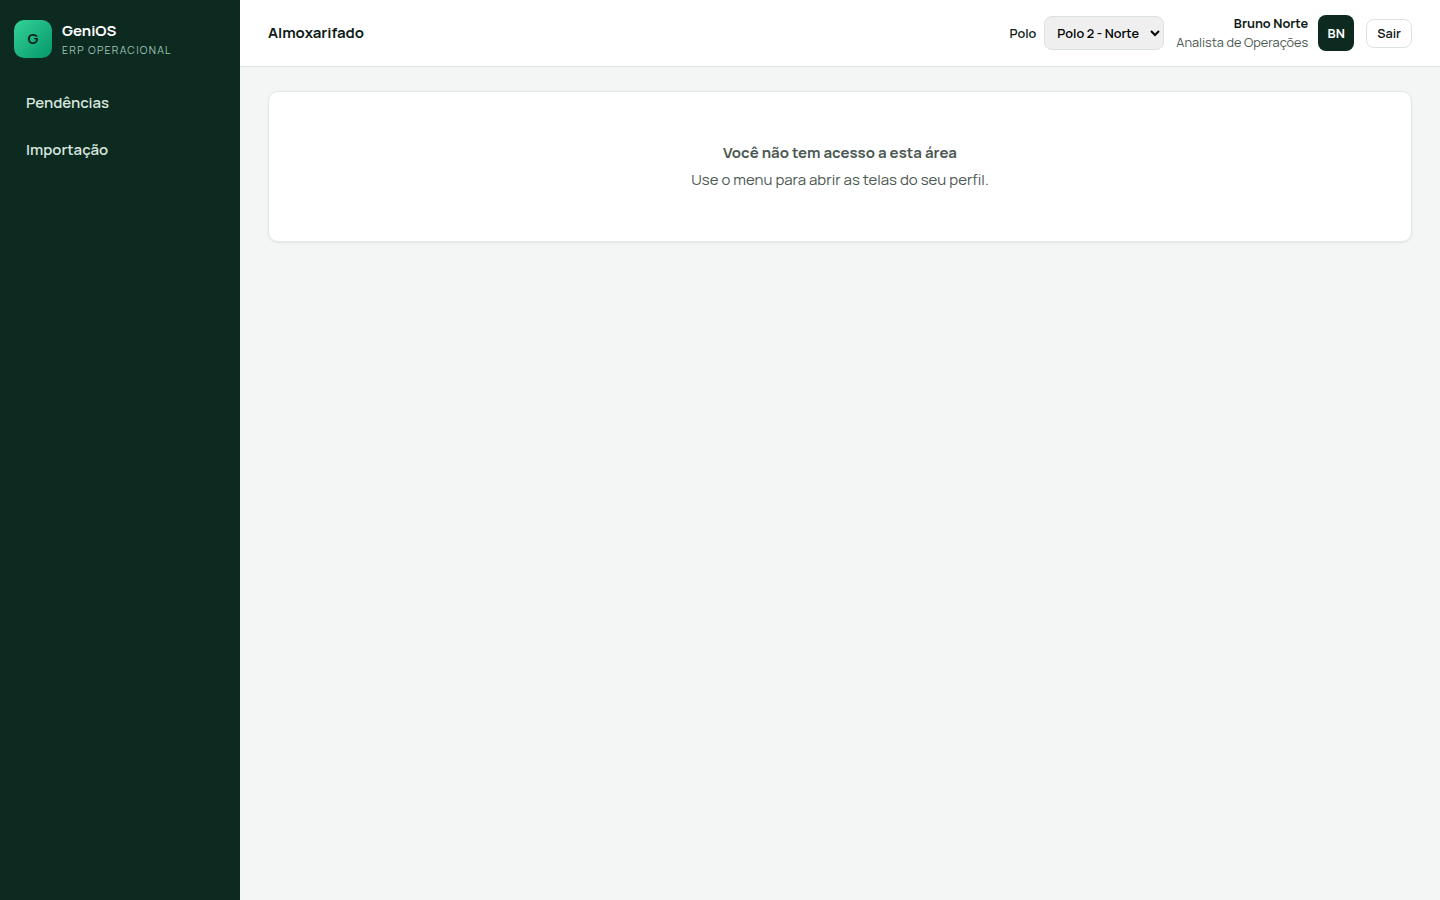 G
GeniOS
ERP OPERACIONAL
Pendências
Importação
Almoxarifado
Polo
Polo 2 - Norte
Bruno Norte
Analista de Operações
BN
Sair
Você não tem acesso a esta área
Use o menu para abrir as telas do seu perfil.